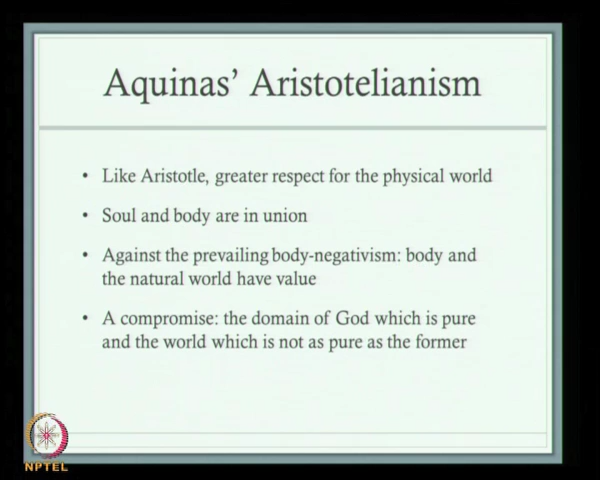 Aquinas' Aristotelianism
• Like Aristotle, greater respect for the physical world
• Soul and body are in union
• Against the prevailing body-negativism: body and
the natural world have value
• A compromise: the domain of God which is pure
and the world which is not as pure as the former
NPTEL